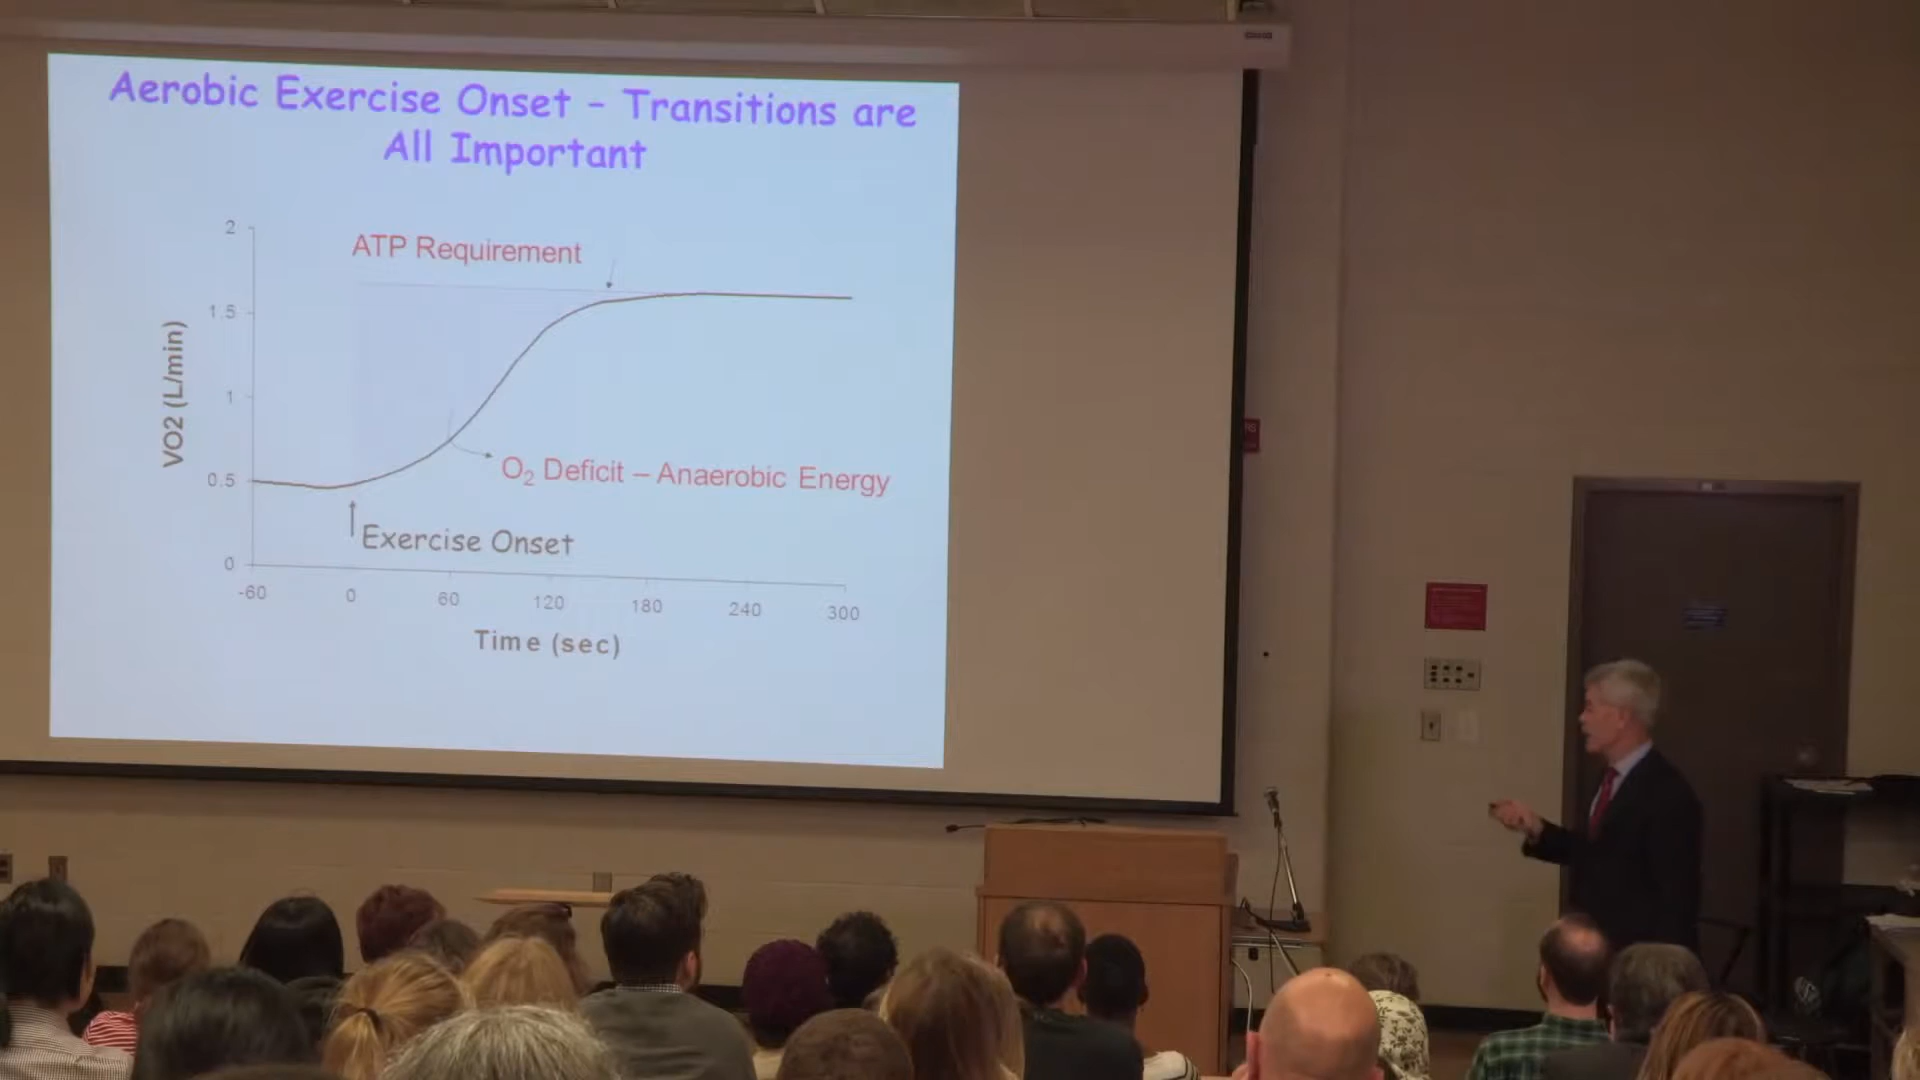 Aerobic Exercise Onset - Transitions are
All Important
2
ATP Requirement
1.5
VO2 (L/min)
1
O₂ Deficit – Anaerobic Energy
0.5
Exercise Onset
0
-60 0 60 120 180 240 300
Time (sec)